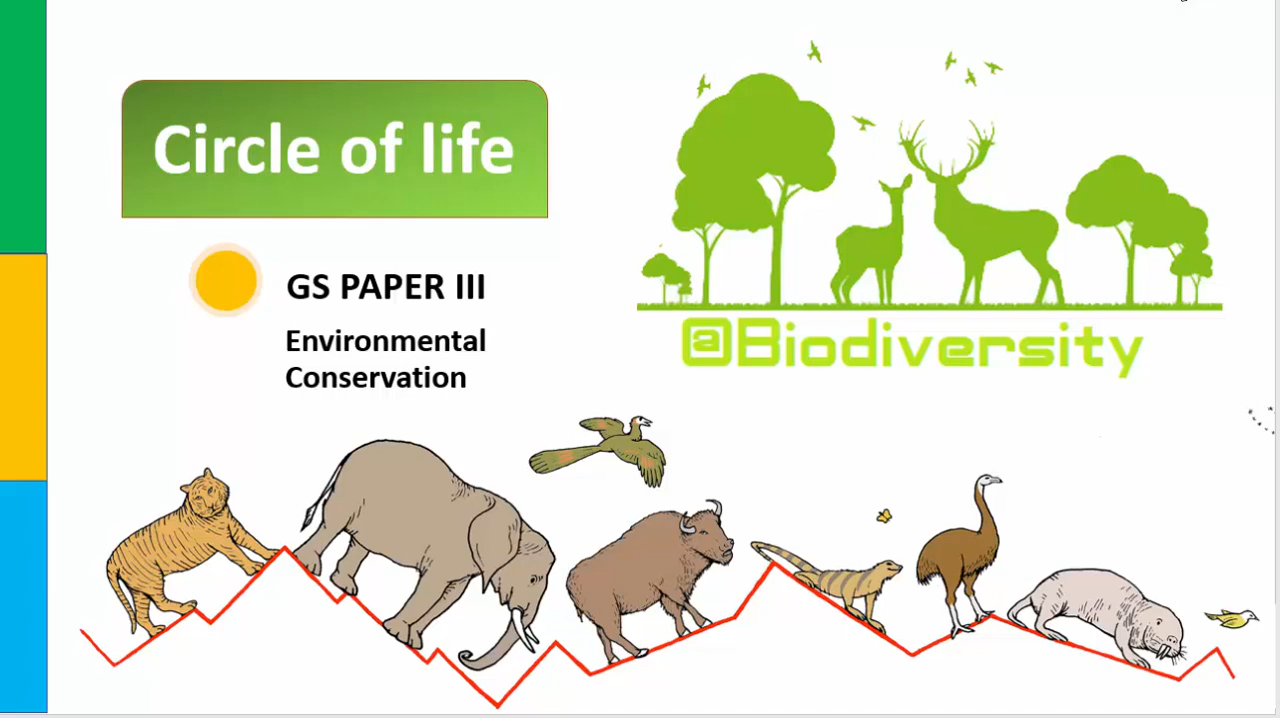 Circle of life
GS PAPER III
Environmental
Conservation
@Biodiversity